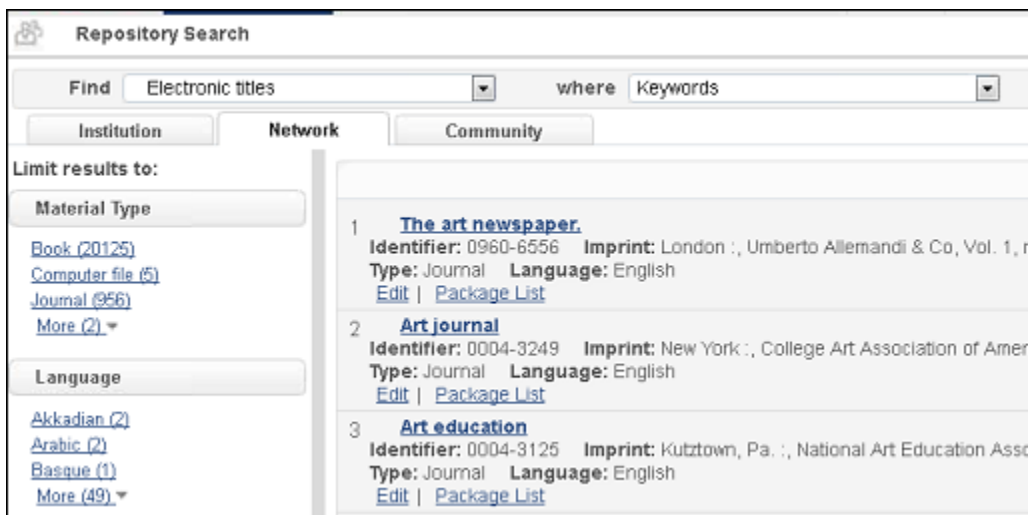 Repository Search
Find Electronic titles where Keywords
Institution Network Community
Limit results to:
Material Type
Book (20125)
Computer file (5)
Journal (956)
More (2)
Language
Akkadian (2)
Arabic (2)
Basque (1)
More (49)
1 The art newspaper.
Identifier: 0960-6556 Imprint: London :, Umberto Allemandi & Co, Vol. 1,
Type: Journal Language: English
Edit | Package List
2 Art journal
Identifier: 0004-3249 Imprint: New York :, College Art Association of Amer
Type: Journal Language: English
Edit | Package List
3 Art education
Identifier: 0004-3125 Imprint: Kutztown, Pa. :, National Art Education Asso
Type: Journal Language: English
Edit | Package List